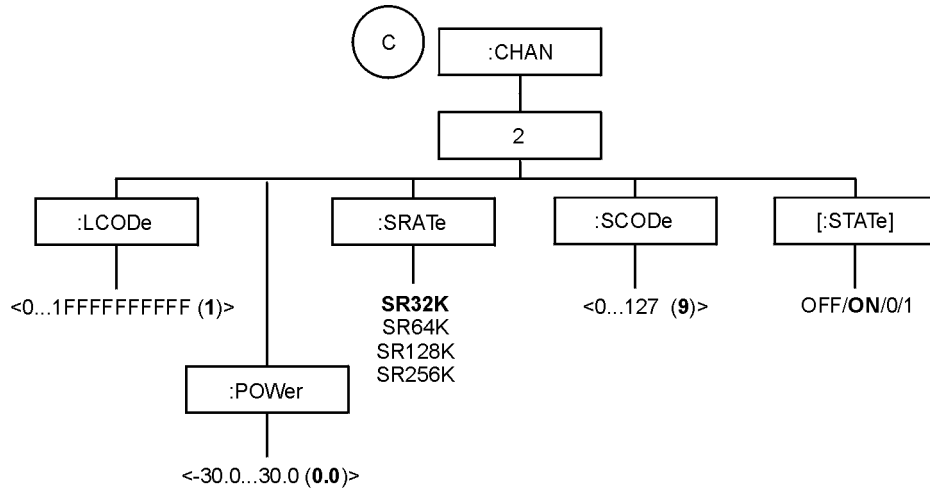 C
:CHAN
2
:LCODe
:SRATe
:SCODe
[:STATe]
<0...1FFFFFFFFFF (1)>
SR32K
SR64K
SR128K
SR256K
<0...127 (9)>
OFF/ON/0/1
:POWer
<-30.0...30.0 (0.0)>